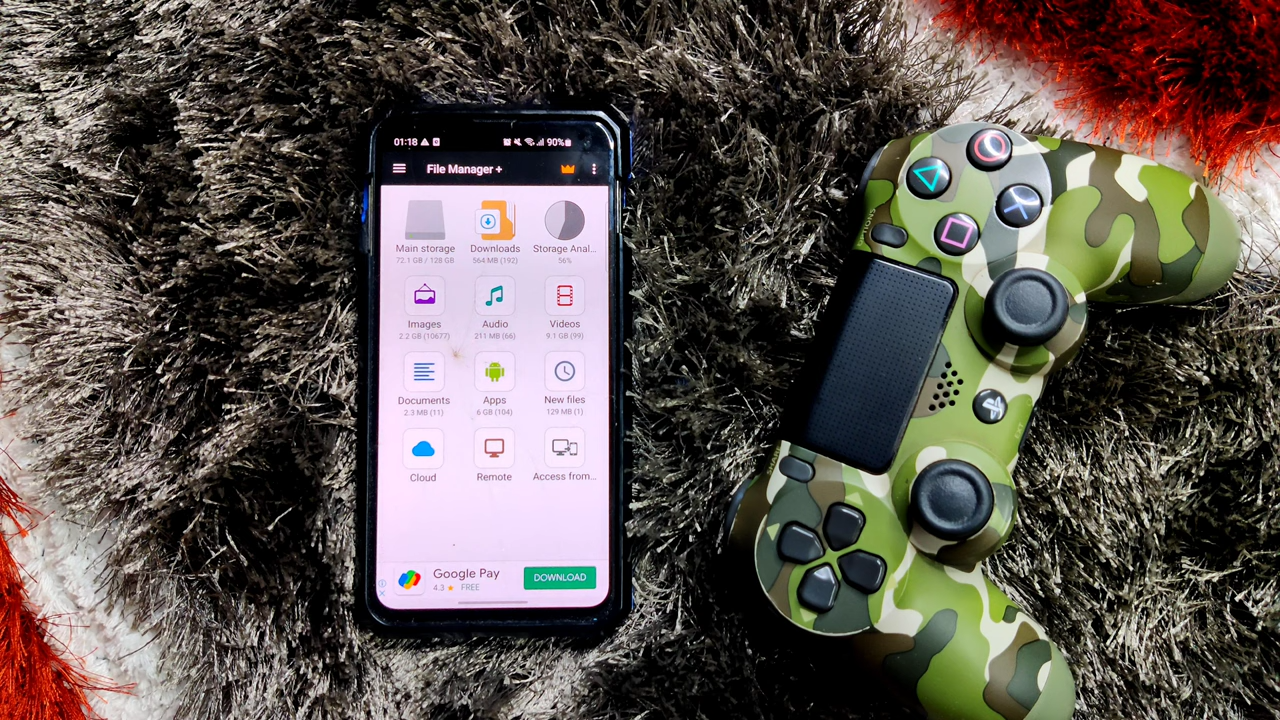 01:18 90%
File Manager +
Main storage Downloads Storage Anal...
72.1 GB / 128 GB 564 MB (192) 56%
Images Audio Videos
2.2 GB (10677) 211 MB (66) 9.1 GB (99)
Documents Apps New files
2.3 MB (11) 6 GB (104) 129 MB (1)
Cloud Remote Access from...
Google Pay
4.3 ★ FREE
DOWNLOAD